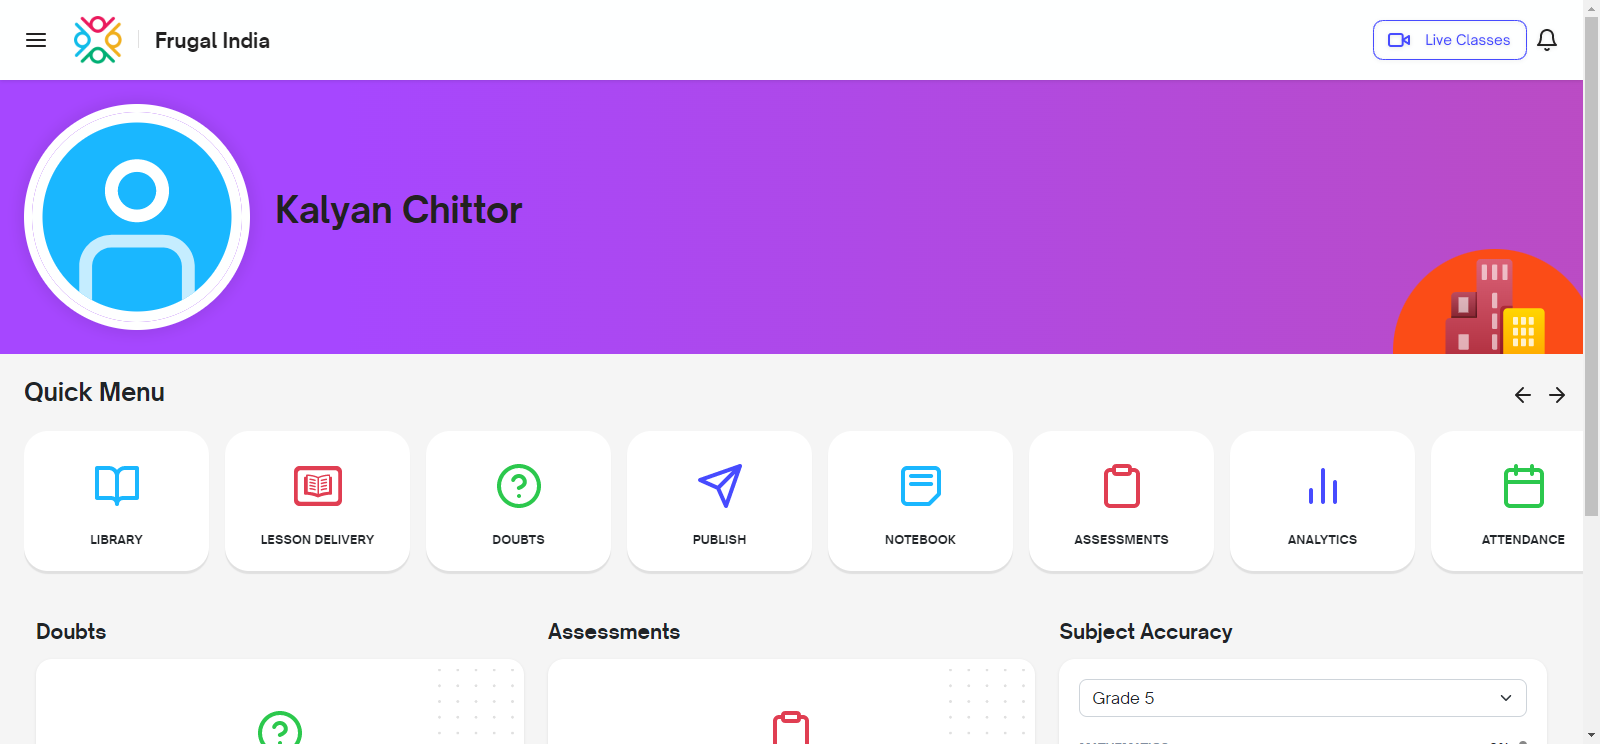 Frugal India
Live Classes
Kalyan Chittor
Quick Menu
LIBRARY
LESSON DELIVERY
DOUBTS
PUBLISH
NOTEBOOK
ASSESSMENTS
ANALYTICS
ATTENDANCE
Doubts
Assessments
Subject Accuracy
Grade 5